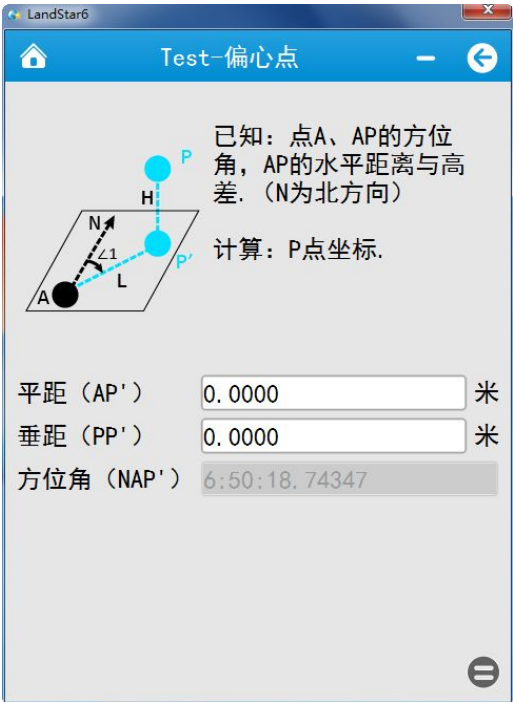 LandStar6
Test-偏心点
已知: 点A、AP的方位
角, AP的水平距离与高
差. (N为北方向)
计算: P点坐标.
P
H
N
∠1
P'
L
A
平距 (AP') 0.0000 米
垂距 (PP') 0.0000 米
方位角 (NAP') 6:50:18.74347